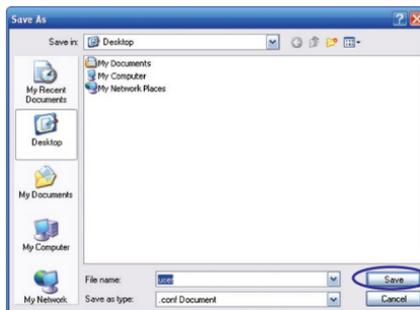 Save As
Save in:
Desktop
My Recent
Documents
Desktop
My Documents
My Computer
My Network
My Documents
My Computer
My Network Places
File name:
user
Save
Save as type:
.conf Document
Cancel